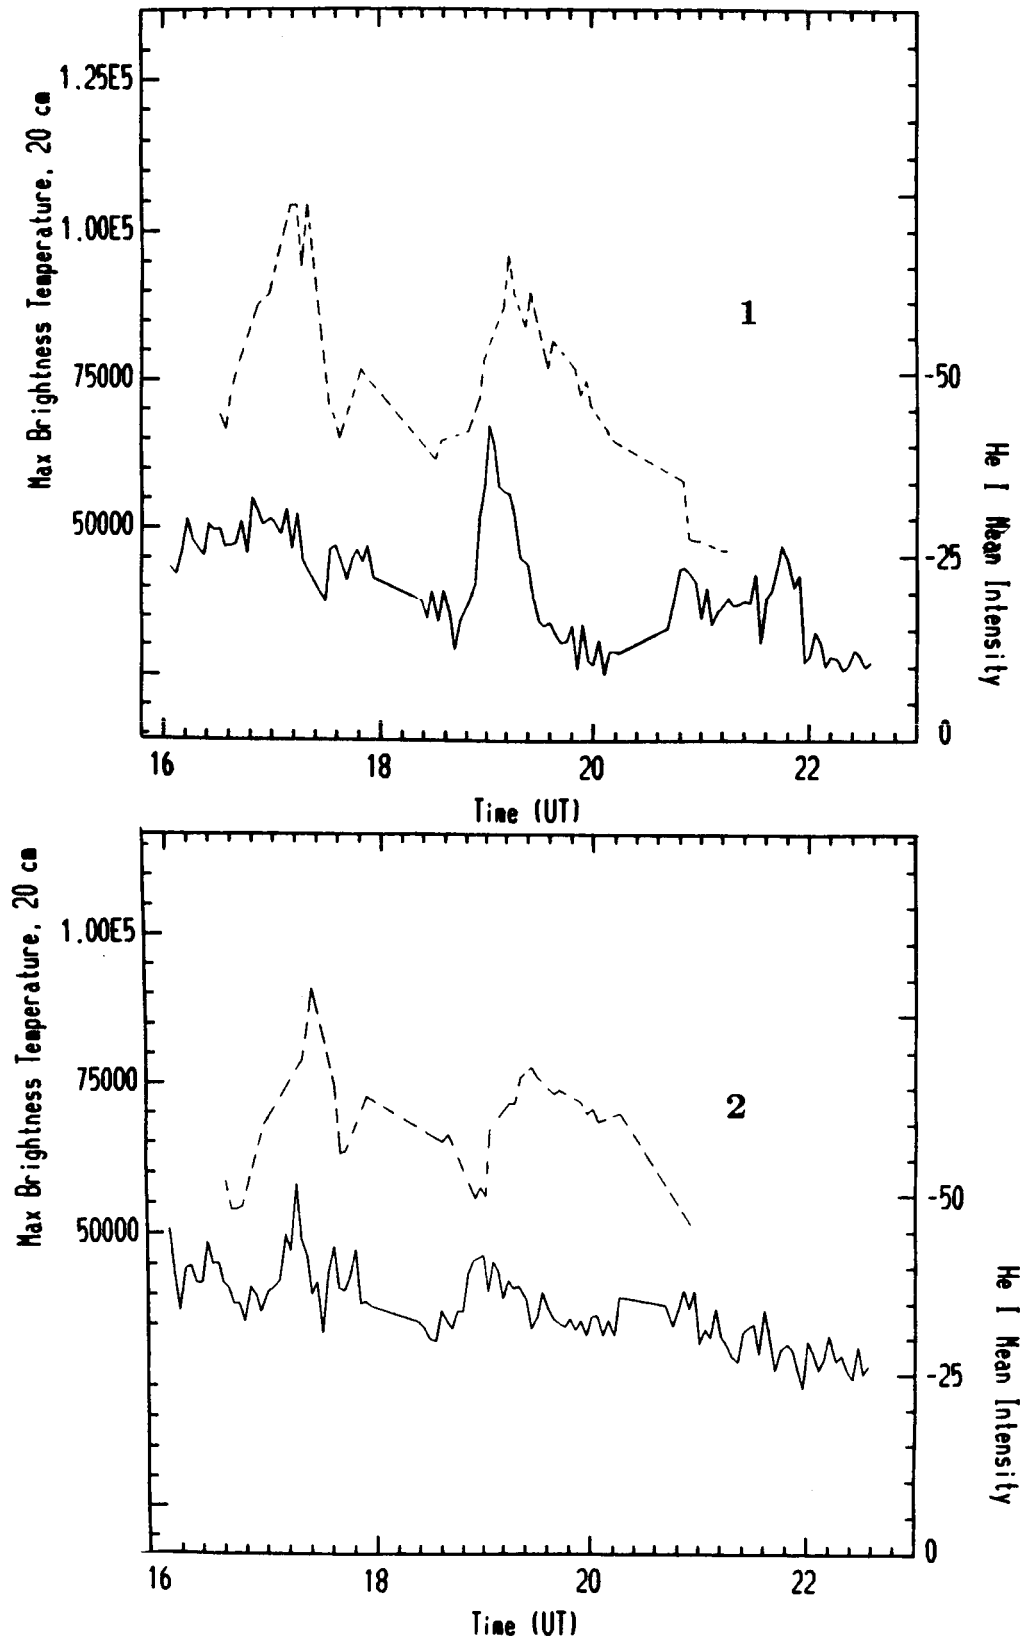 Max Brightness Temperature, 20 cm
1.25E5
1.00E5
75000
50000
1
-50
-25
0
He I Mean Intensity
16
18
20
22
Time (UT)
Max Brightness Temperature, 20 cm
1.00E5
75000
50000
2
-50
-25
0
He I Mean Intensity
16
18
20
22
Time (UT)